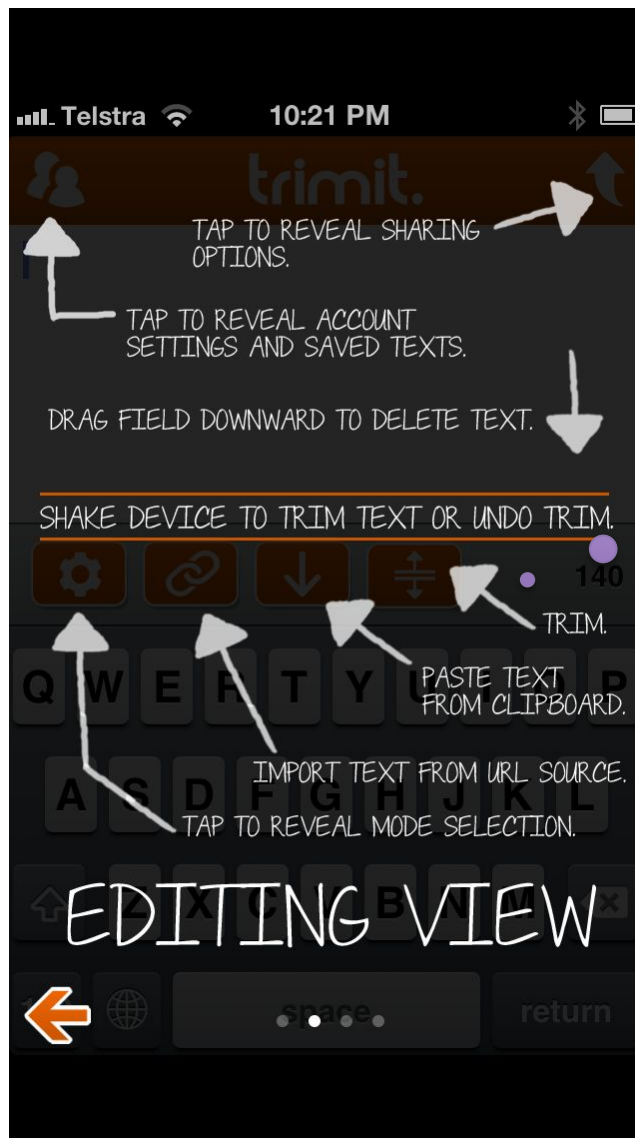 Telstra 10:21 PM
trimit.
TAP TO REVEAL SHARING
OPTIONS.
TAP TO REVEAL ACCOUNT
SETTINGS AND SAVED TEXTS.
DRAG FIELD DOWNWARD TO DELETE TEXT.
SHAKE DEVICE TO TRIM TEXT OR UNDO TRIM.
140
TRIM.
Q W E R T Y U I O P
PASTE TEXT
FROM CLIPBOARD.
IMPORT TEXT FROM URL SOURCE.
A S D F G H J K L
TAP TO REVEAL MODE SELECTION.
Z X C V B N M
EDITING VIEW
space return